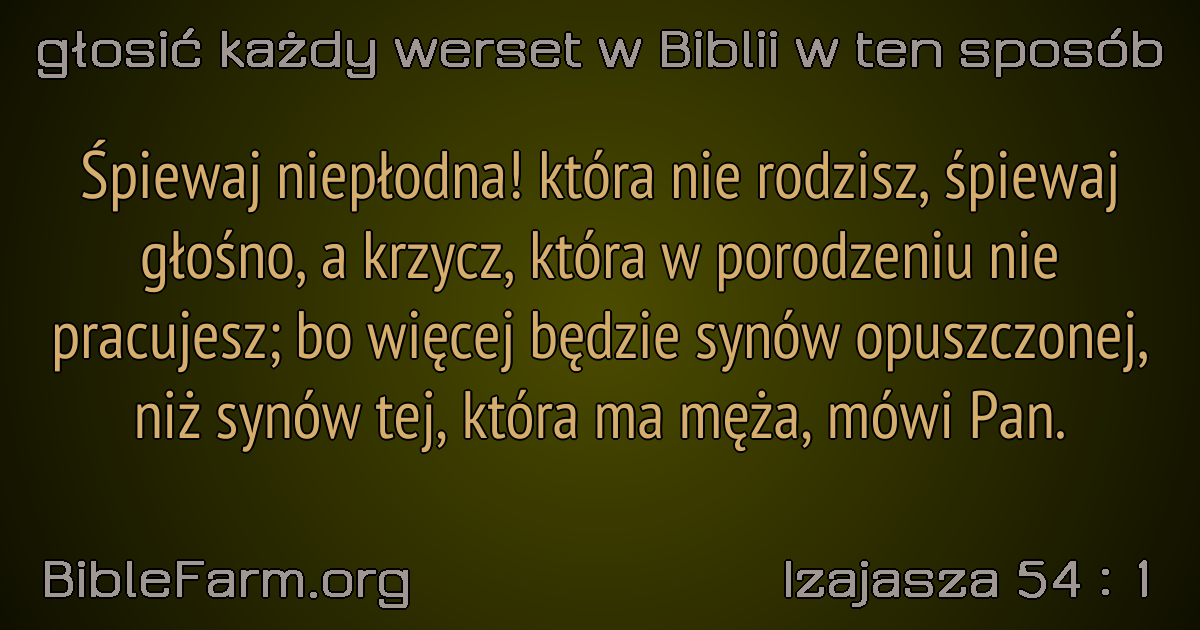 głosić każdy werset w Biblii w ten sposób
Śpiewaj niepłodna! która nie rodzisz, śpiewaj
głośno, a krzycz, która w porodzeniu nie
pracujesz; bo więcej będzie synów opuszczonej,
niż synów tej, która ma męża, mówi Pan.
BibleFarm.org
Izajasza 54 : 1